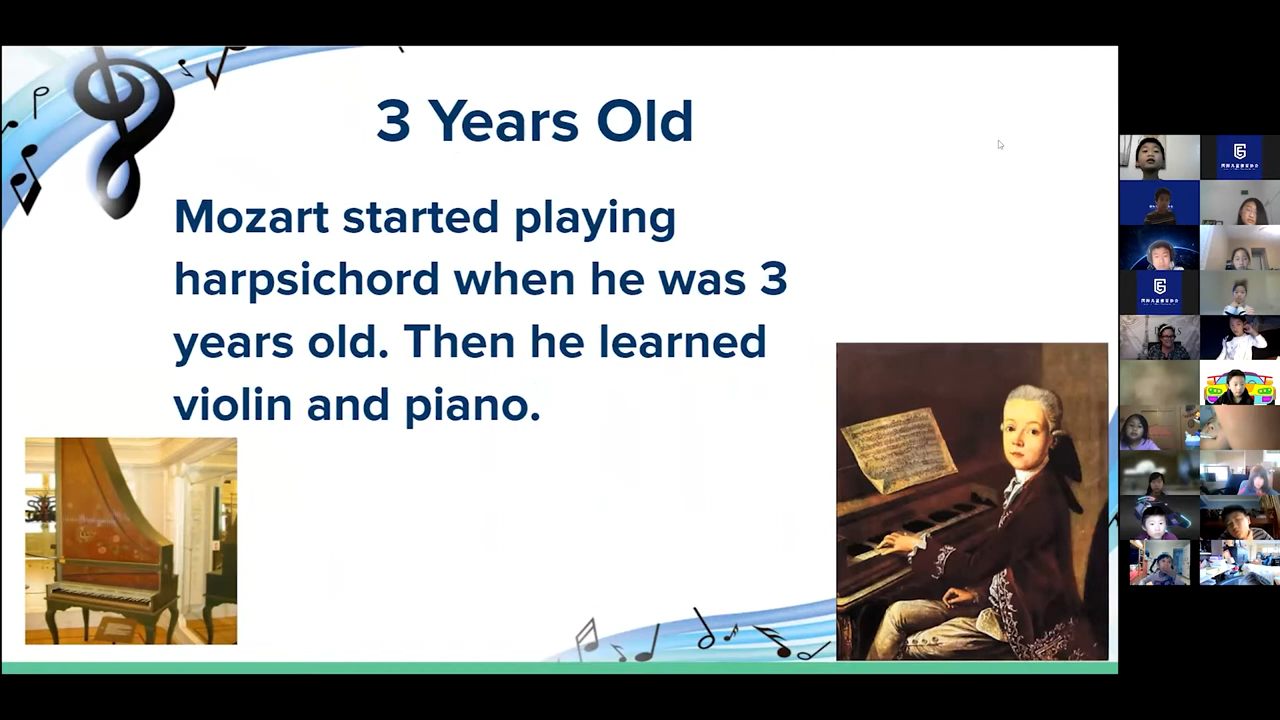 3 Years Old
Mozart started playing
harpsichord when he was 3
years old. Then he learned
violin and piano.